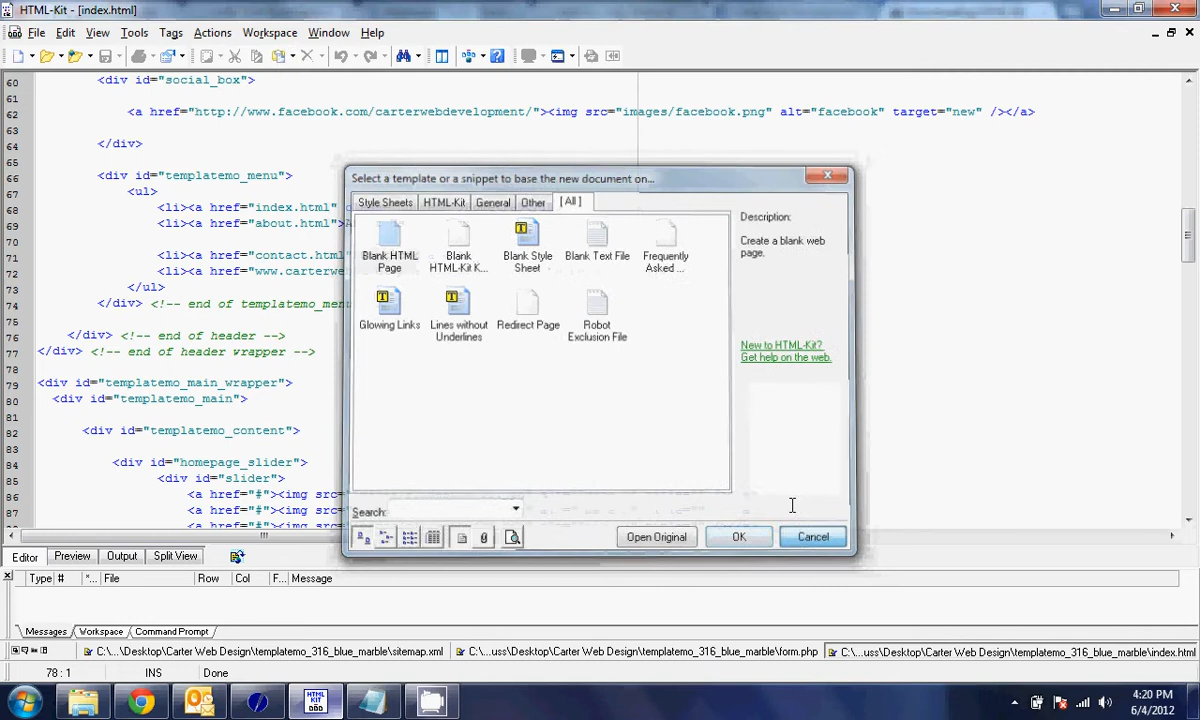 HTML-Kit - [index.html]
File Edit View Tools Tags Actions Workspace Window Help
60 <div id="social_box">
61
62 <a href="http://www.facebook.com/carterwebdevelopment/"><img src="images/facebook.png" alt="facebook" target="new" /></a>
63
64 </div>
65
66 <div id="templatemo_menu">
67 <ul>
68 <li><a href="index.html"
69 <li><a href="about.html">
70
71 <li><a href="contact.html"
72 <li><a href="www.carterwe
73 </ul>
74 </div> <!-- end of templatemo_men
75
76 </div> <!-- end of header -->
77 </div> <!-- end of header wrapper -->
78
79 <div id="templatemo_main_wrapper">
80 <div id="templatemo_main">
81
82 <div id="templatemo_content">
83
84 <div id="homepage_slider">
85 <div id="slider">
86 <a href="#"><img src=
87 <a href="#"><img src=
88 <a href="#"><img src=
Select a template or a snippet to base the new document on...
Style Sheets HTML-Kit General Other [ All ]
Blank HTML Page
Blank HTML-Kit K...
Blank Style Sheet
Blank Text File
Frequently Asked ...
Glowing Links
Lines without Underlines
Redirect Page
Robot Exclusion File
Description:
Create a blank web page.
New to HTML-Kit?
Get help on the web.
Search:
Open Original OK Cancel
Editor Preview Output Split View
Type # *... File Row Col F... Message
Messages Workspace Command Prompt
C:\...\Desktop\Carter Web Design\templatemo_316_blue_marble\sitemap.xml C:\...uss\Desktop\Carter Web Design\templatemo_316_blue_marble\form.php C:\...uss\Desktop\Carter Web Design\templatemo_316_blue_marble\index.html
78 : 1 INS Done
HTML KIT
4:20 PM
6/4/2012